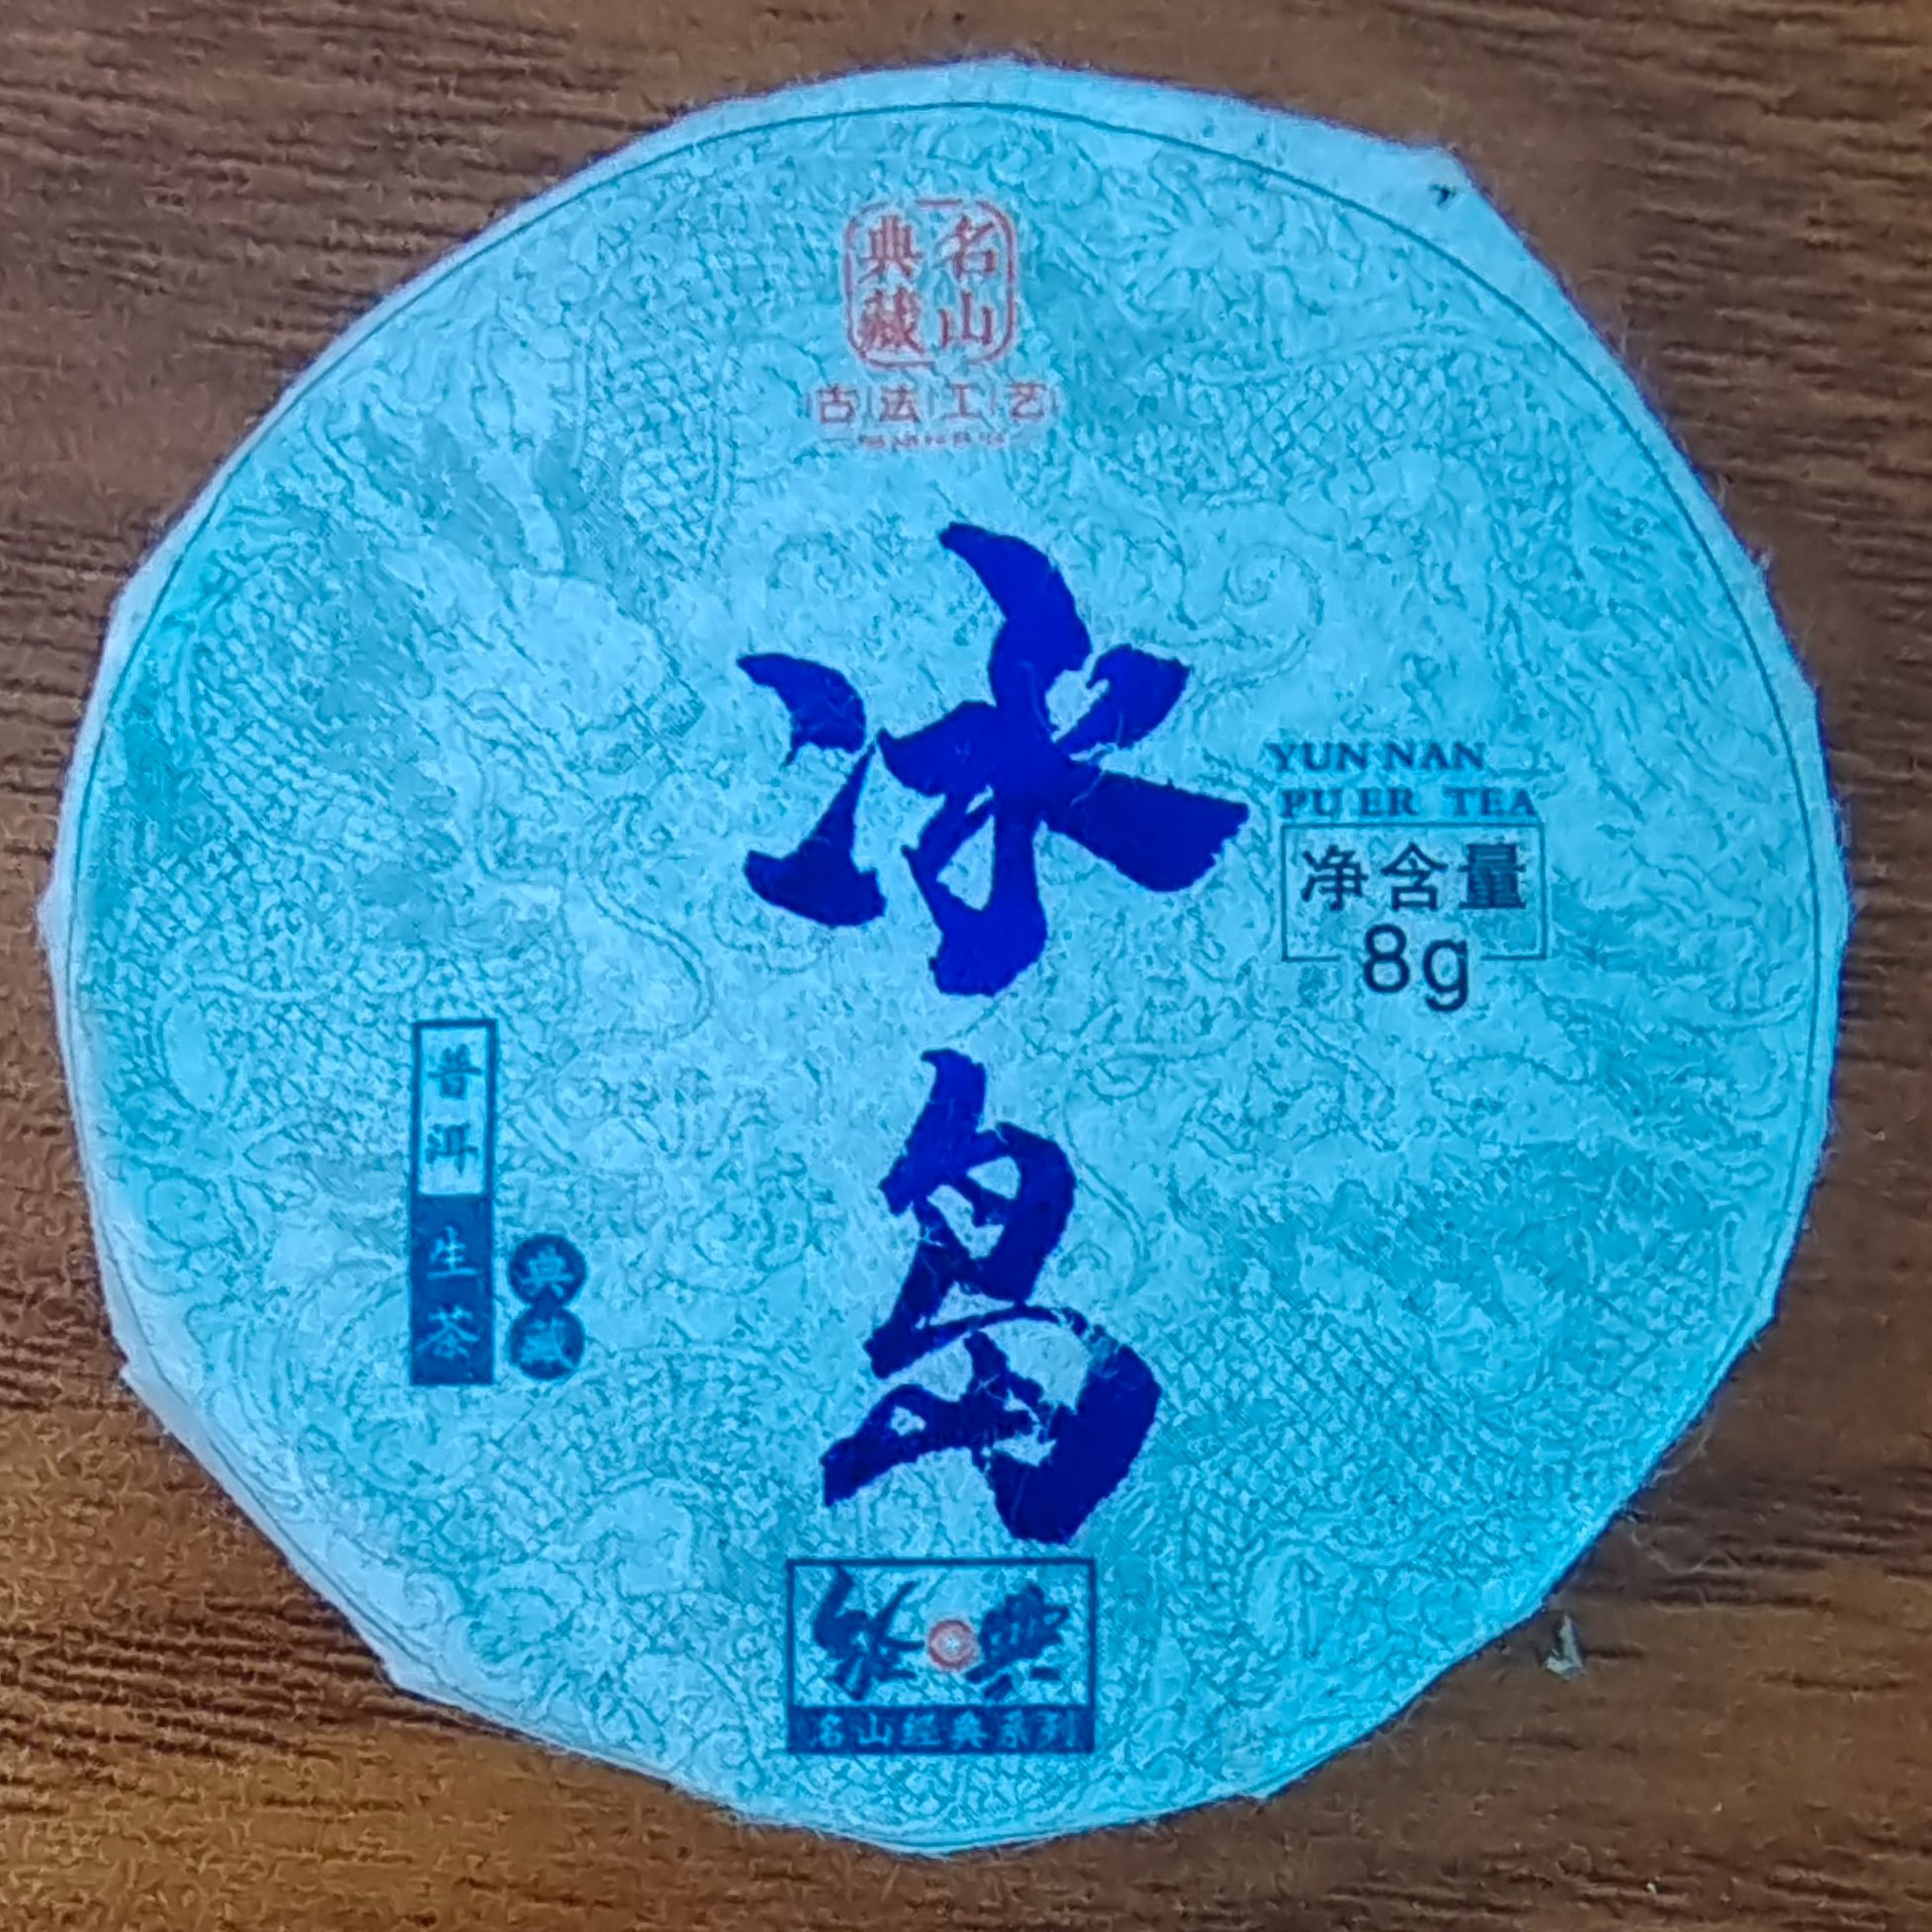 名山
典藏
古法工艺
冰岛
YUN NAN
PU ER TEA
净含量
8g
普洱
生茶
典藏
经典
名山经典系列